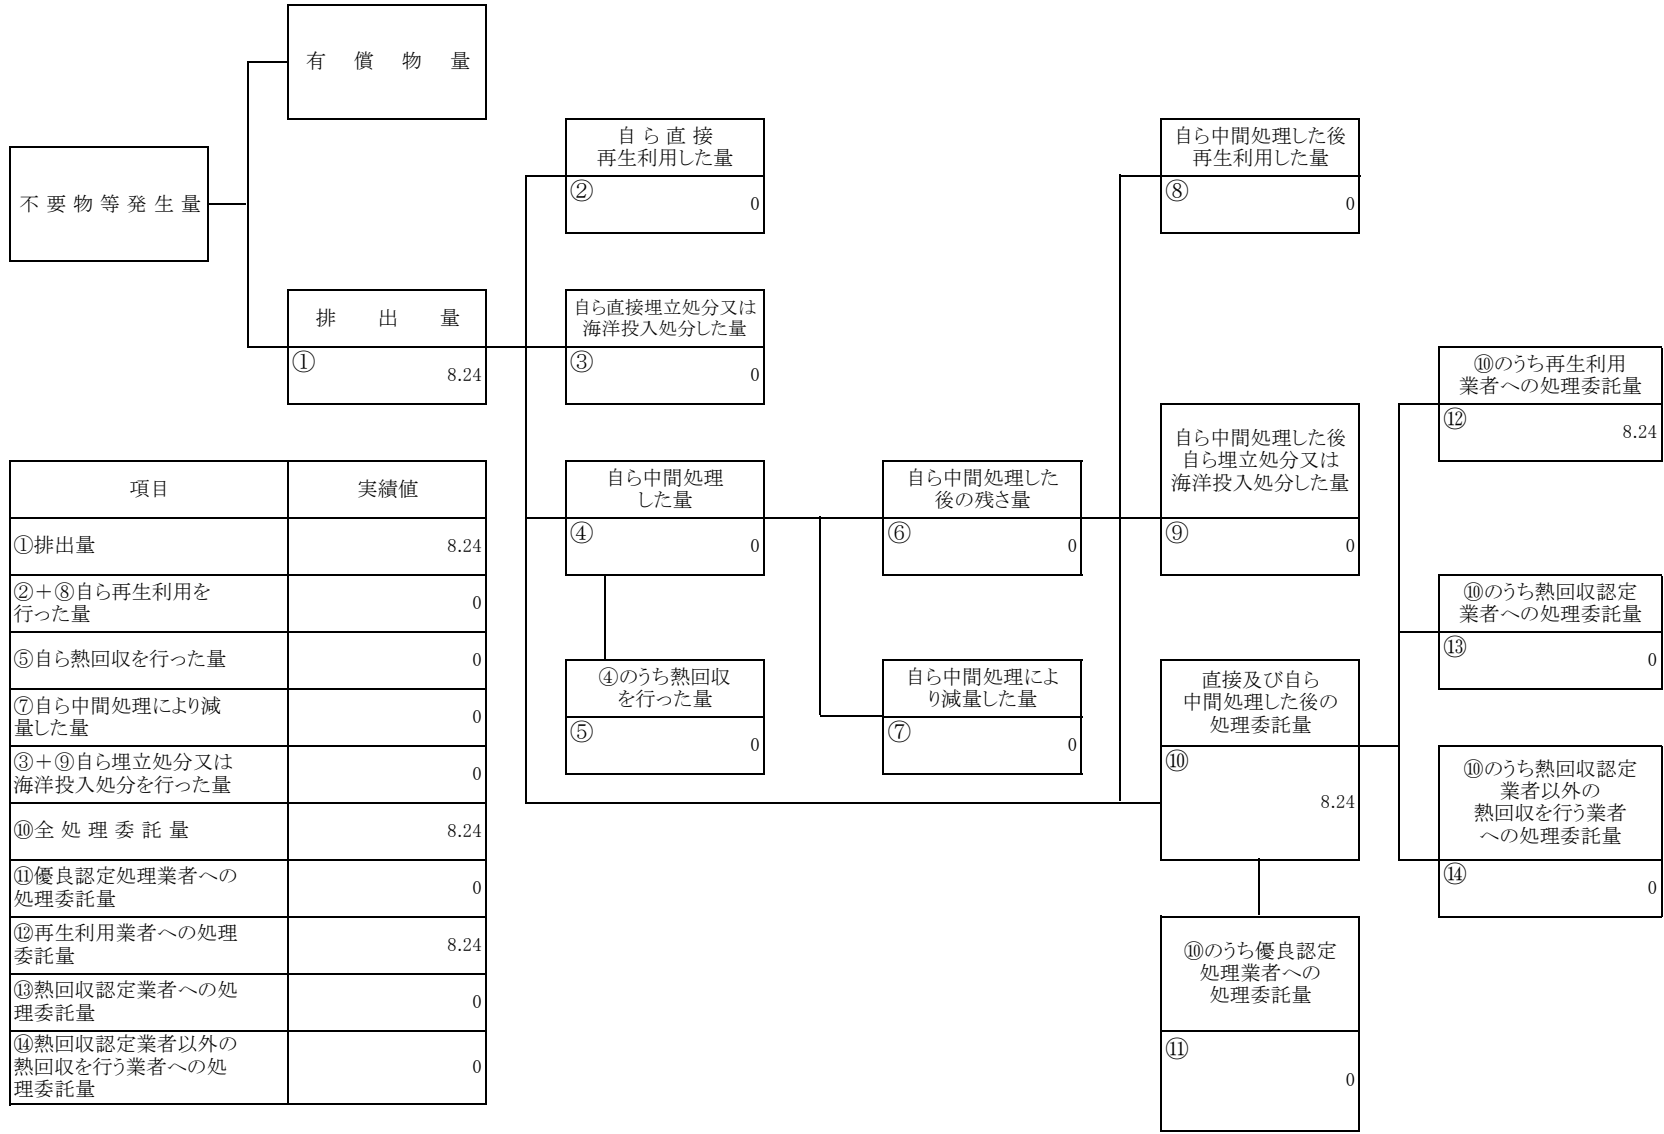 有償物量
不要物等発生量
排出量
①
8.24
自ら直接
再生利用した量
②
0
自ら直接埋立処分又は
海洋投入処分した量
③
0
自ら中間処理
した量
④
0
④のうち熱回収
を行った量
⑤
0
自ら中間処理した
後の残さ量
⑥
0
自ら中間処理によ
り減量した量
⑦
0
自ら中間処理した後
再生利用した量
⑧
0
自ら中間処理した後
自ら埋立処分又は
海洋投入処分した量
⑨
0
直接及び自ら
中間処理した後の
処理委託量
⑩
8.24
⑩のうち優良認定
処理業者への
処理委託量
⑪
0
⑩のうち再生利用
業者への処理委託量
⑫
8.24
⑩のうち熱回収認定
業者への処理委託量
⑬
0
⑩のうち熱回収認定
業者以外の
熱回収を行う業者
への処理委託量
⑭
0
項目 実績値
①排出量 8.24
②＋⑧自ら再生利用を
行った量
0
⑤自ら熱回収を行った量 0
⑦自ら中間処理により減
量した量
0
③＋⑨自ら埋立処分又は
海洋投入処分を行った量
0
⑩全処理委託量 8.24
⑪優良認定処理業者への
処理委託量
0
⑫再生利用業者への処理
委託量
8.24
⑬熱回収認定業者への処
理委託量
0
⑭熱回収認定業者以外の
熱回収を行う業者への処
理委託量
0